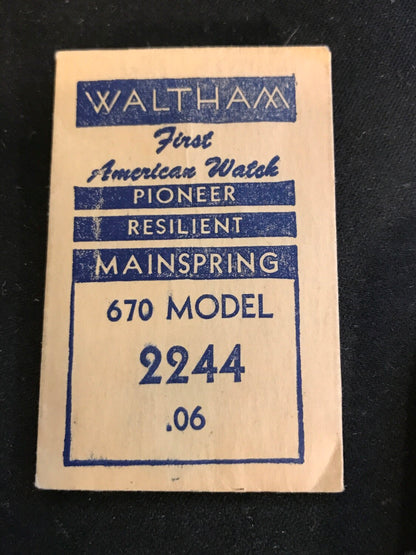 WALTHAM
First
American Watch
PIONEER
RESILIENT
MAINSPRING
670 MODEL
2244
.06